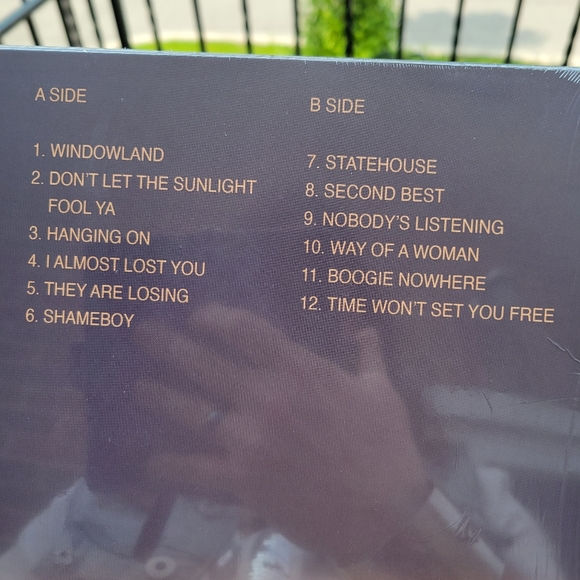 A SIDE
1. WINDOWLAND
2. DON'T LET THE SUNLIGHT
FOOL YA
3. HANGING ON
4. I ALMOST LOST YOU
5. THEY ARE LOSING
6. SHAMEBOY
B SIDE
7. STATEHOUSE
8. SECOND BEST
9. NOBODY'S LISTENING
10. WAY OF A WOMAN
11. BOOGIE NOWHERE
12. TIME WON'T SET YOU FREE